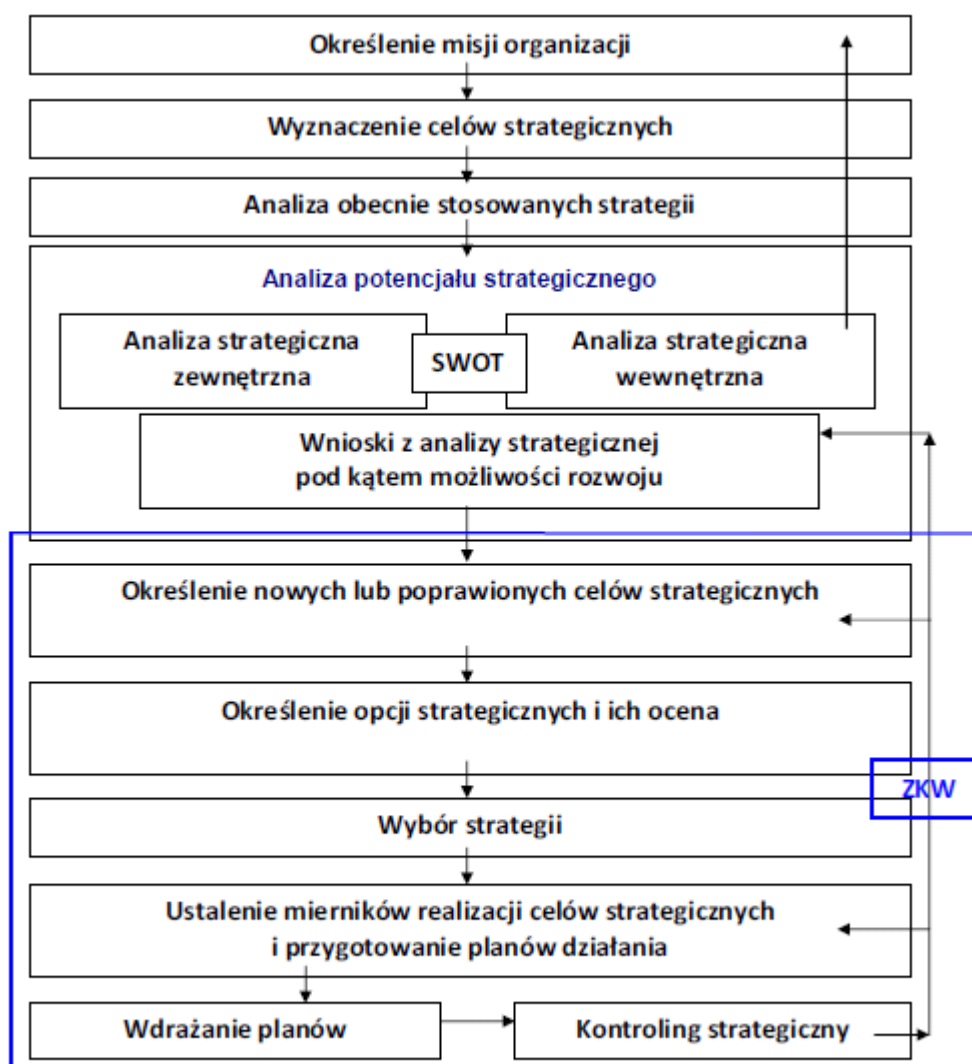 Określenie misji organizacji
Wyznaczenie celów strategicznych
Analiza obecnie stosowanych strategii
Analiza potencjału strategicznego
Analiza strategiczna
zewnętrzna
SWOT
Analiza strategiczna
wewnętrzna
Wnioski z analizy strategicznej
pod kątem możliwości rozwoju
Określenie nowych lub poprawionych celów strategicznych
Określenie opcji strategicznych i ich ocena
ZKW
Wybór strategii
Ustalenie mierników realizacji celów strategicznych
i przygotowanie planów działania
Wdrażanie planów
Kontroling strategiczny